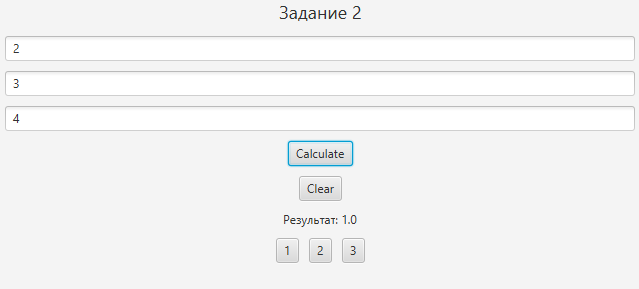 Задание 2
2
3
4
Calculate
Clear
Результат: 1.0
1 2 3